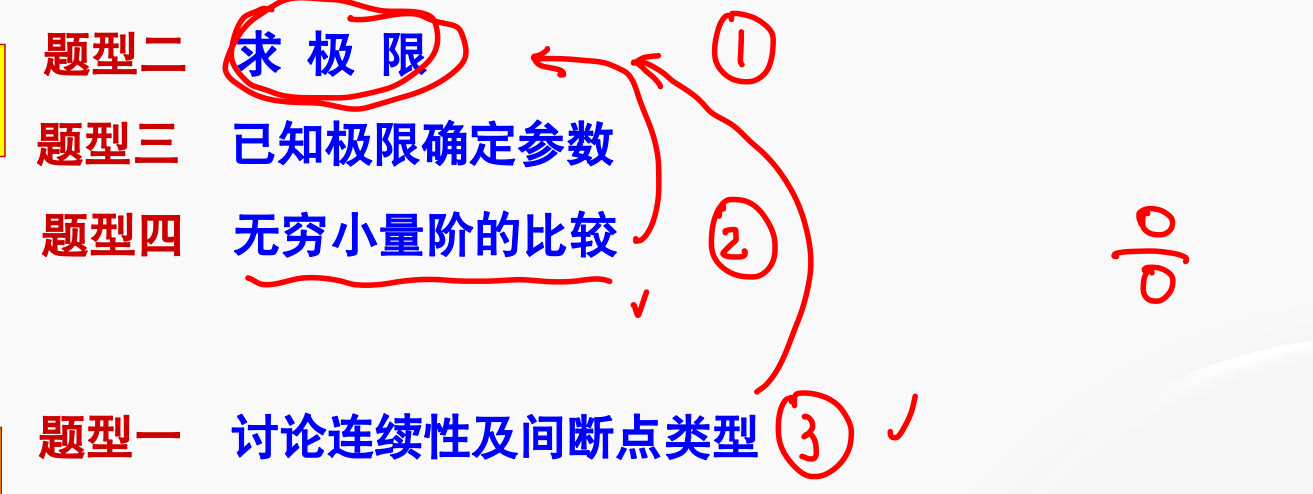 题型二 求 极 限 ①
题型三 已知极限确定参数
题型四 无穷小量阶的比较 ②
0
0
题型一 讨论连续性及间断点类型 ③